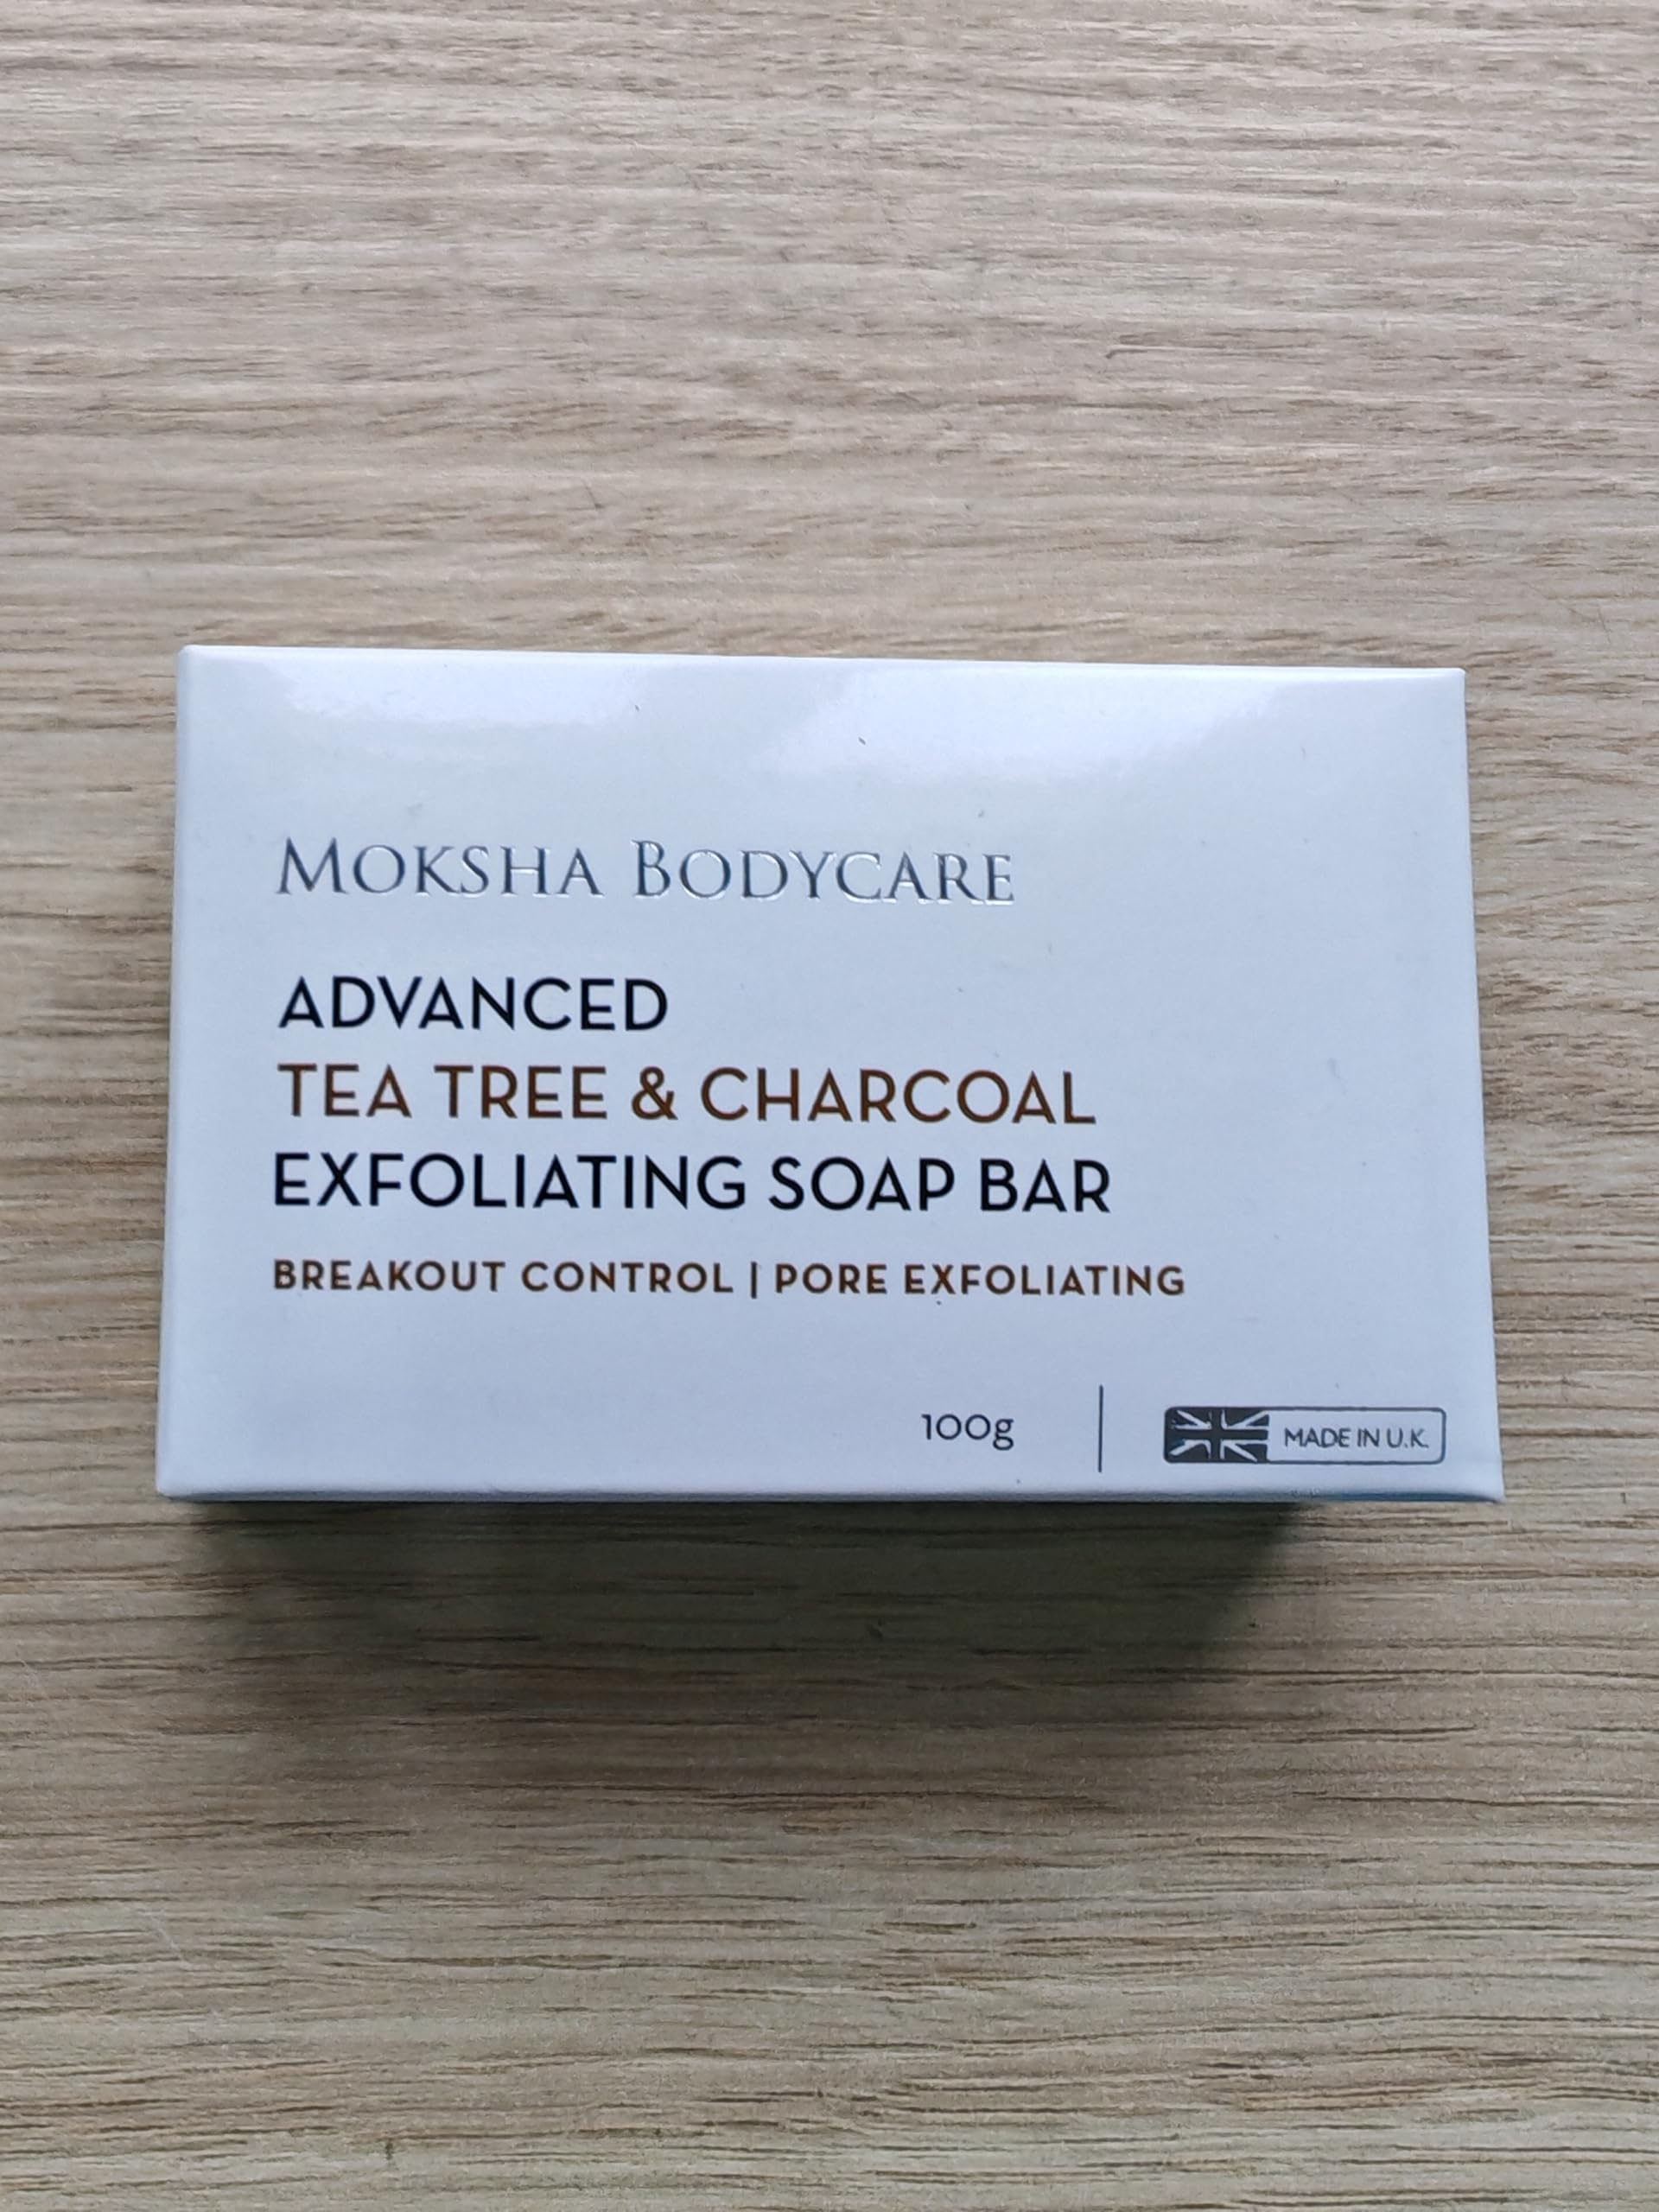 MOKSHA BODYCARE
ADVANCED
TEA TREE & CHARCOAL
EXFOLIATING SOAP BAR
BREAKOUT CONTROL | PORE EXFOLIATING
100g
MADE IN U.K.